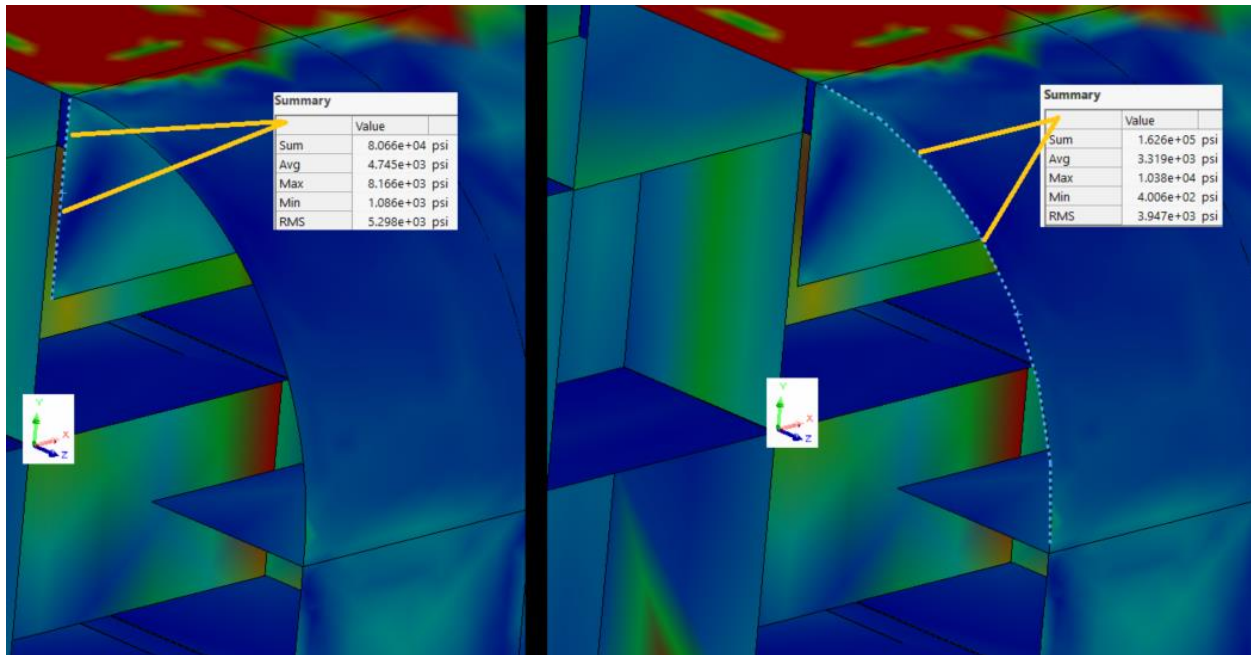 Summary
Value
Sum 8.066e+04 psi
Avg 4.745e+03 psi
Max 8.166e+03 psi
Min 1.086e+03 psi
RMS 5.298e+03 psi
Y
X
Z
Summary
Value
Sum 1.626e+05 psi
Avg 3.319e+03 psi
Max 1.038e+04 psi
Min 4.006e+02 psi
RMS 3.947e+03 psi
Y
X
Z